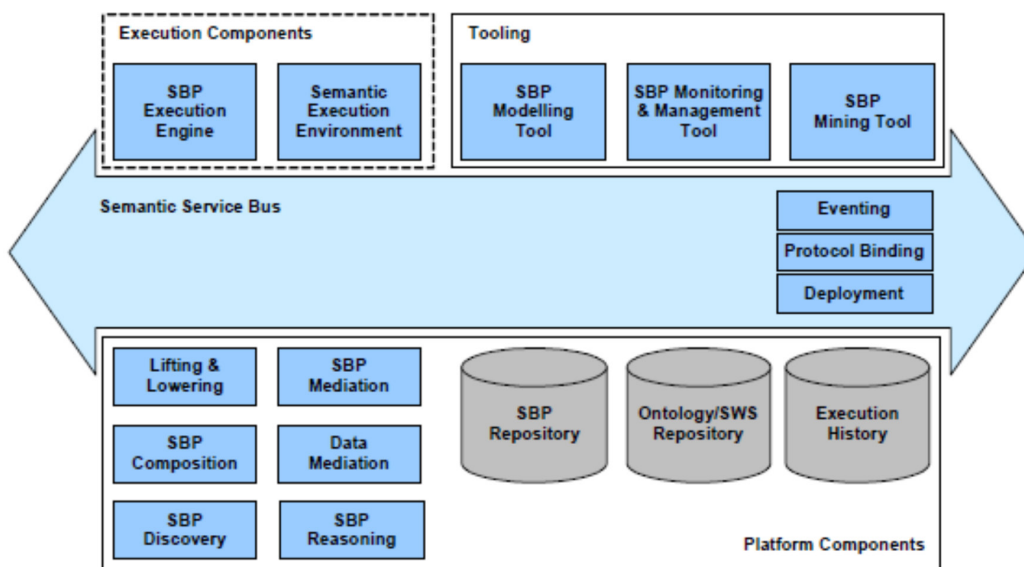 Execution Components
SBP
Execution
Engine
Semantic
Execution
Environment
Tooling
SBP
Modelling
Tool
SBP Monitoring
& Management
Tool
SBP
Mining Tool
Semantic Service Bus
Eventing
Protocol Binding
Deployment
Lifting &
Lowering
SBP
Mediation
SBP
Composition
Data
Mediation
SBP
Discovery
SBP
Reasoning
SBP
Repository
Ontology/SWS
Repository
Execution
History
Platform Components